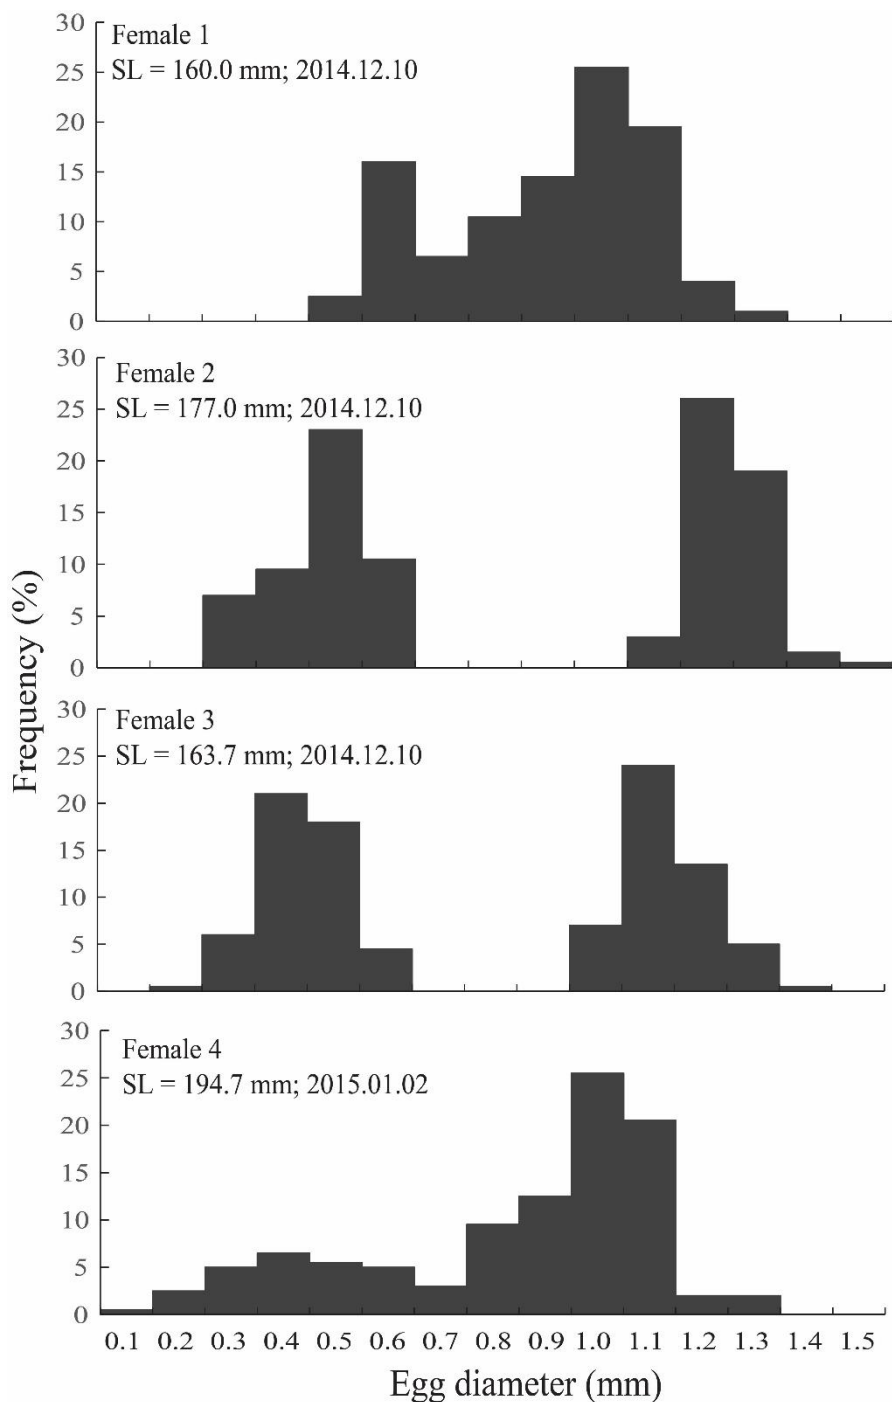 30
Female 1
SL = 160.0 mm; 2014.12.10
25
20
15
10
5
0
30
Female 2
SL = 177.0 mm; 2014.12.10
25
20
15
10
5
0
Frequency (%)
30
Female 3
SL = 163.7 mm; 2014.12.10
25
20
15
10
5
0
30
Female 4
SL = 194.7 mm; 2015.01.02
25
20
15
10
5
0
0.1 0.2 0.3 0.4 0.5 0.6 0.7 0.8 0.9 1.0 1.1 1.2 1.3 1.4 1.5
Egg diameter (mm)